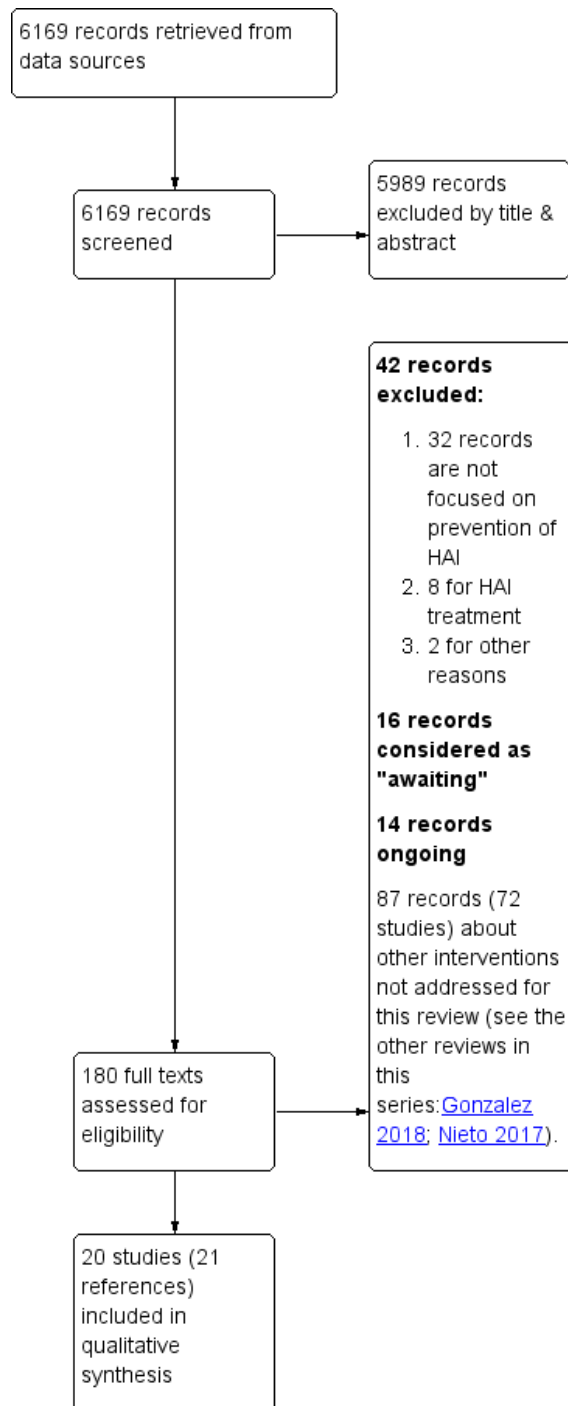 6169 records retrieved from
data sources
6169 records
screened
5989 records
excluded by title &
abstract
42 records
excluded:
1. 32 records
are not
focused on
prevention of
HAI
2. 8 for HAI
treatment
3. 2 for other
reasons
16 records
considered as
"awaiting"
14 records
ongoing
87 records (72
studies) about
other interventions
not addressed for
this review (see the
other reviews in
this
series:Gonzalez
2018; Nieto 2017).
180 full texts
assessed for
eligibility
20 studies (21
references)
included in
qualitative
synthesis